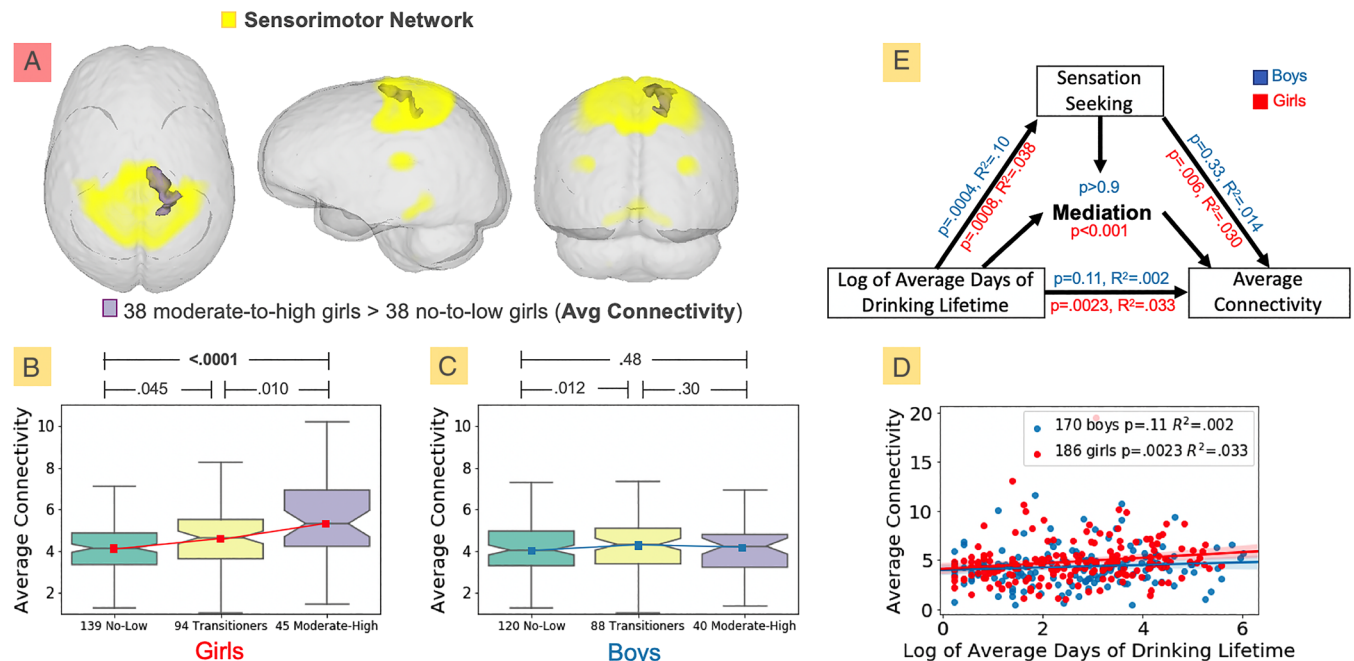 Sensorimotor Network
A
38 moderate-to-high girls > 38 no-to-low girls (Avg Connectivity)
E
Sensation
Seeking
Boys
Girls
p=.0004, R²=.10
p=.0008, R²=.038
p=0.33, R²=.014
p=.006, R²=.030
p>0.9
Mediation
p<0.001
Log of Average Days of
Drinking Lifetime
p=0.11, R²=.002
p=.0023, R²=.033
Average
Connectivity
B
<.0001
.045
.010
Average Connectivity
10
8
6
4
2
139 No-Low
94 Transitioners
45 Moderate-High
Girls
C
.48
.012
.30
Average Connectivity
10
8
6
4
2
120 No-Low
88 Transitioners
40 Moderate-High
Boys
D
Average Connectivity
20
15
10
5
0
170 boys p=.11 R²=.002
186 girls p=.0023 R²=.033
0
2
4
6
Log of Average Days of Drinking Lifetime